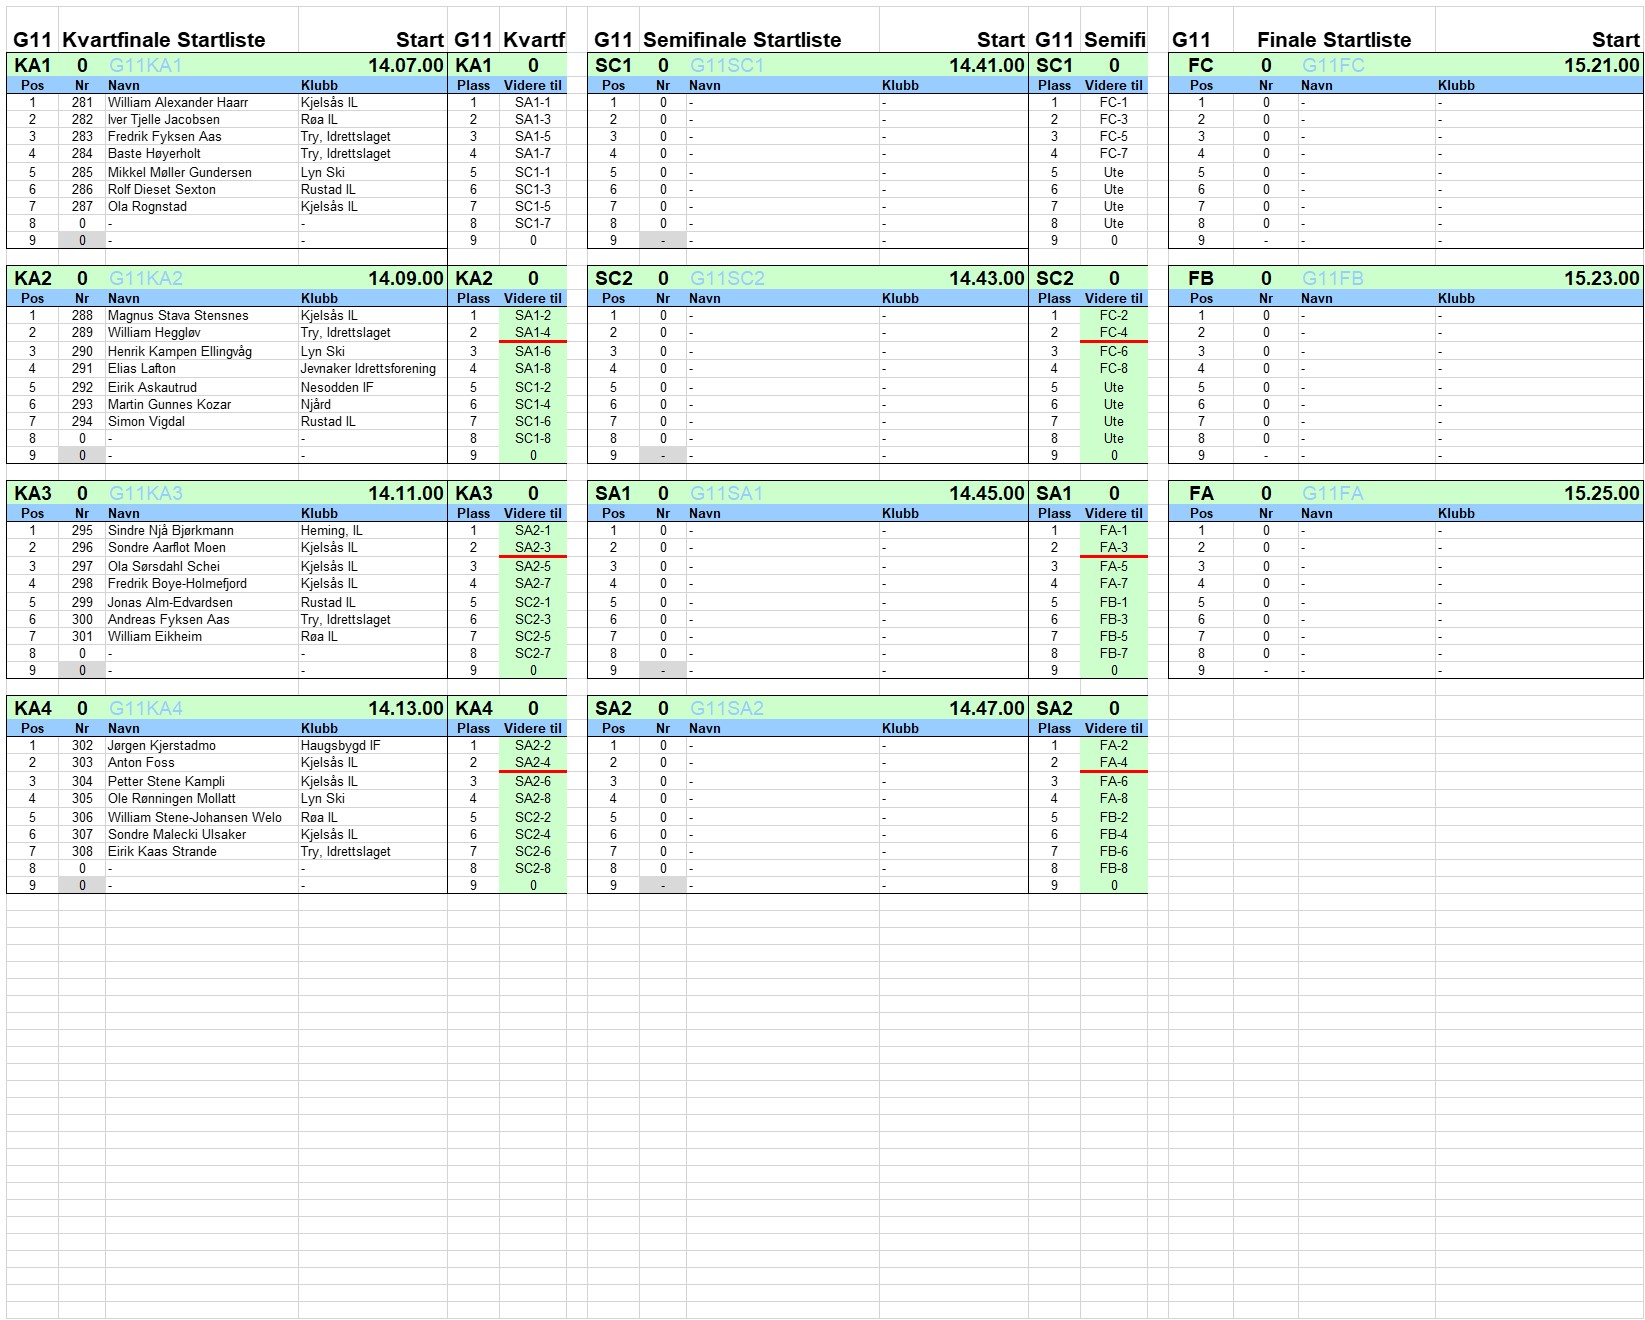 G11 Kvartfinale Startliste Start G11 Kvartf G11 Semifinale Startliste Start G11 Semifi G11 Finale Startliste Start
KA1 0 G11KA1 14.07.00 KA1 0 SC1 0 G11SC1 14.41.00 SC1 0 FC 0 G11FC 15.21.00
Pos Nr Navn Klubb Plass Videre til Pos Nr Navn Klubb Plass Videre til Pos Nr Navn Klubb
1 281 William Alexander Haarr Kjelsås IL 1 SA1-1 1 0 - - 1 FC-1 1 0 - -
2 282 Iver Tjelle Jacobsen Røa IL 2 SA1-3 2 0 - - 2 FC-3 2 0 - -
3 283 Fredrik Fyksen Aas Try, Idrettslaget 3 SA1-5 3 0 - - 3 FC-5 3 0 - -
4 284 Baste Høyerholt Try, Idrettslaget 4 SA1-7 4 0 - - 4 FC-7 4 0 - -
5 285 Mikkel Møller Gundersen Lyn Ski 5 SC1-1 5 0 - - 5 Ute 5 0 - -
6 286 Rolf Dieset Sexton Rustad IL 6 SC1-3 6 0 - - 6 Ute 6 0 - -
7 287 Ola Rognstad Kjelsås IL 7 SC1-5 7 0 - - 7 Ute 7 0 - -
8 0 - - 8 SC1-7 8 0 - - 8 Ute 8 0 - -
9 0 - - 9 0 9 - - - 9 0 9 - - -
KA2 0 G11KA2 14.09.00 KA2 0 SC2 0 G11SC2 14.43.00 SC2 0 FB 0 G11FB 15.23.00
Pos Nr Navn Klubb Plass Videre til Pos Nr Navn Klubb Plass Videre til Pos Nr Navn Klubb
1 288 Magnus Stava Stensnes Kjelsås IL 1 SA1-2 1 0 - - 1 FC-2 1 0 - -
2 289 William Heggløv Try, Idrettslaget 2 SA1-4 2 0 - - 2 FC-4 2 0 - -
3 290 Henrik Kampen Ellingvåg Lyn Ski 3 SA1-6 3 0 - - 3 FC-6 3 0 - -
4 291 Elias Lafton Jevnaker Idrettsforening 4 SA1-8 4 0 - - 4 FC-8 4 0 - -
5 292 Eirik Askautrud Nesodden IF 5 SC1-2 5 0 - - 5 Ute 5 0 - -
6 293 Martin Gunnes Kozar Njård 6 SC1-4 6 0 - - 6 Ute 6 0 - -
7 294 Simon Vigdal Rustad IL 7 SC1-6 7 0 - - 7 Ute 7 0 - -
8 0 - - 8 SC1-8 8 0 - - 8 Ute 8 0 - -
9 0 - - 9 0 9 - - - 9 0 9 - - -
KA3 0 G11KA3 14.11.00 KA3 0 SA1 0 G11SA1 14.45.00 SA1 0 FA 0 G11FA 15.25.00
Pos Nr Navn Klubb Plass Videre til Pos Nr Navn Klubb Plass Videre til Pos Nr Navn Klubb
1 295 Sindre Njå Bjørkmann Heming, IL 1 SA2-1 1 0 - - 1 FA-1 1 0 - -
2 296 Sondre Aarflot Moen Kjelsås IL 2 SA2-3 2 0 - - 2 FA-3 2 0 - -
3 297 Ola Sørsdahl Schei Kjelsås IL 3 SA2-5 3 0 - - 3 FA-5 3 0 - -
4 298 Fredrik Boye-Holmefjord Kjelsås IL 4 SA2-7 4 0 - - 4 FA-7 4 0 - -
5 299 Jonas Alm-Edvardsen Rustad IL 5 SC2-1 5 0 - - 5 FB-1 5 0 - -
6 300 Andreas Fyksen Aas Try, Idrettslaget 6 SC2-3 6 0 - - 6 FB-3 6 0 - -
7 301 William Eikheim Røa IL 7 SC2-5 7 0 - - 7 FB-5 7 0 - -
8 0 - - 8 SC2-7 8 0 - - 8 FB-7 8 0 - -
9 0 - - 9 0 9 - - - 9 0 9 - - -
KA4 0 G11KA4 14.13.00 KA4 0 SA2 0 G11SA2 14.47.00 SA2 0
Pos Nr Navn Klubb Plass Videre til Pos Nr Navn Klubb Plass Videre til
1 302 Jørgen Kjerstadmo Haugsbygd IF 1 SA2-2 1 0 - - 1 FA-2
2 303 Anton Foss Kjelsås IL 2 SA2-4 2 0 - - 2 FA-4
3 304 Petter Stene Kampli Kjelsås IL 3 SA2-6 3 0 - - 3 FA-6
4 305 Ole Rønningen Mollatt Lyn Ski 4 SA2-8 4 0 - - 4 FA-8
5 306 William Stene-Johansen Welo Røa IL 5 SC2-2 5 0 - - 5 FB-2
6 307 Sondre Malecki Ulsaker Kjelsås IL 6 SC2-4 6 0 - - 6 FB-4
7 308 Eirik Kaas Strande Try, Idrettslaget 7 SC2-6 7 0 - - 7 FB-6
8 0 - - 8 SC2-8 8 0 - - 8 FB-8
9 0 - - 9 0 9 - - - 9 0